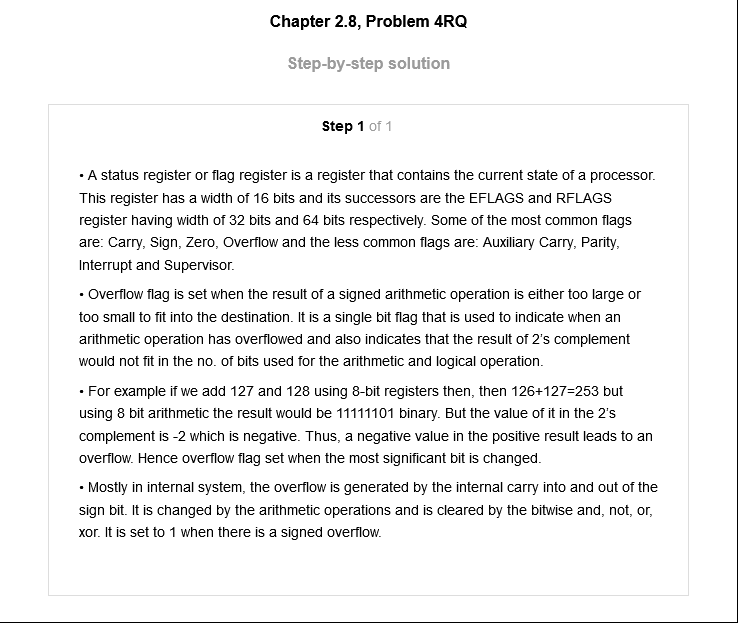 Chapter 2.8, Problem 4RQ
Step-by-step solution
Step 1 of 1
• A status register or flag register is a register that contains the current state of a processor.
This register has a width of 16 bits and its successors are the EFLAGS and RFLAGS
register having width of 32 bits and 64 bits respectively. Some of the most common flags
are: Carry, Sign, Zero, Overflow and the less common flags are: Auxiliary Carry, Parity,
Interrupt and Supervisor.
• Overflow flag is set when the result of a signed arithmetic operation is either too large or
too small to fit into the destination. It is a single bit flag that is used to indicate when an
arithmetic operation has overflowed and also indicates that the result of 2’s complement
would not fit in the no. of bits used for the arithmetic and logical operation.
• For example if we add 127 and 128 using 8-bit registers then, then 126+127=253 but
using 8 bit arithmetic the result would be 11111101 binary. But the value of it in the 2’s
complement is -2 which is negative. Thus, a negative value in the positive result leads to an
overflow. Hence overflow flag set when the most significant bit is changed.
• Mostly in internal system, the overflow is generated by the internal carry into and out of the
sign bit. It is changed by the arithmetic operations and is cleared by the bitwise and, not, or,
xor. It is set to 1 when there is a signed overflow.